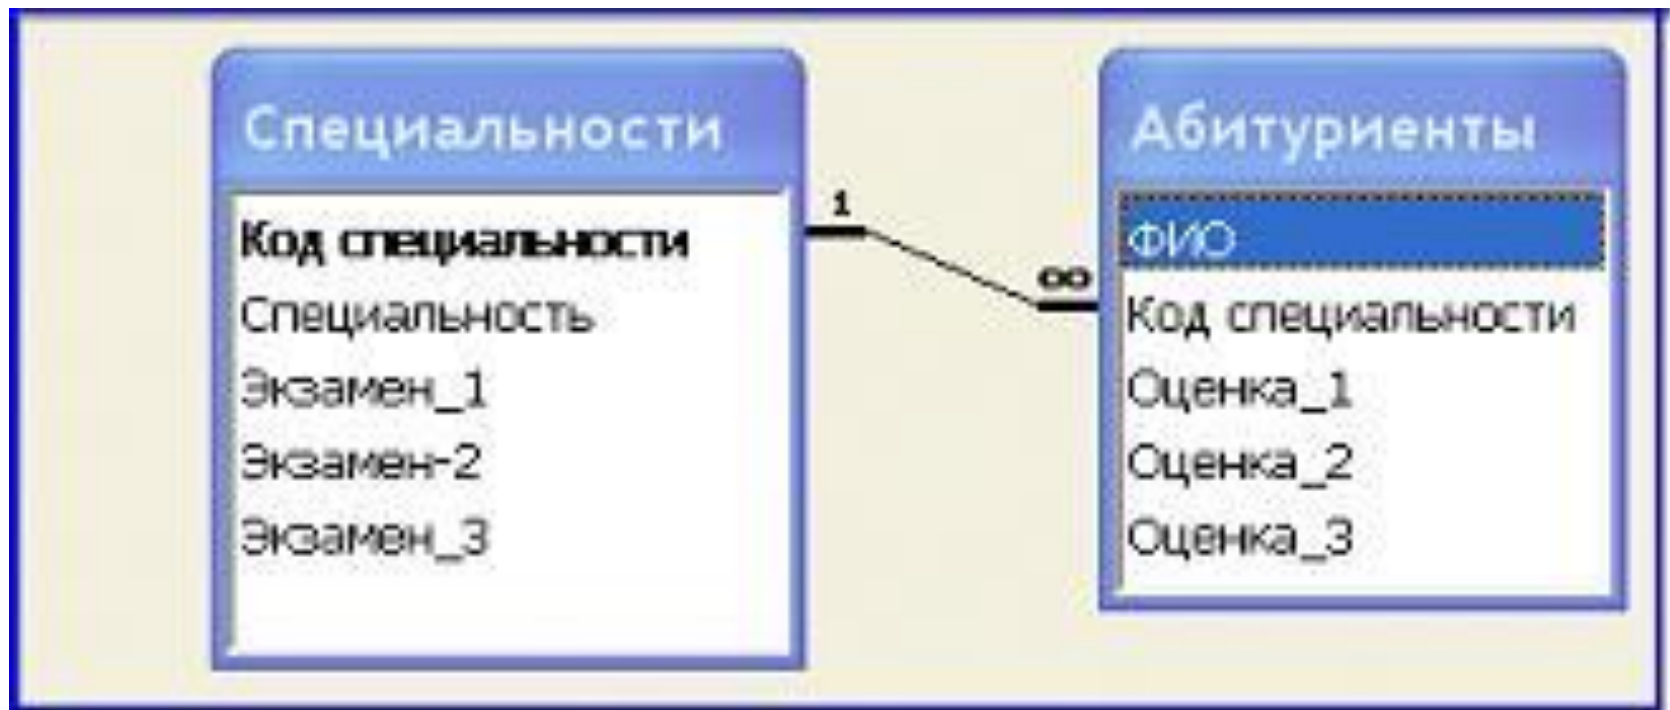 Специальности
Код специальности
Специальность
Экзамен_1
Экзамен-2
Экзамен_3
1
∞
Абитуриенты
ФИО
Код специальности
Оценка_1
Оценка_2
Оценка_3